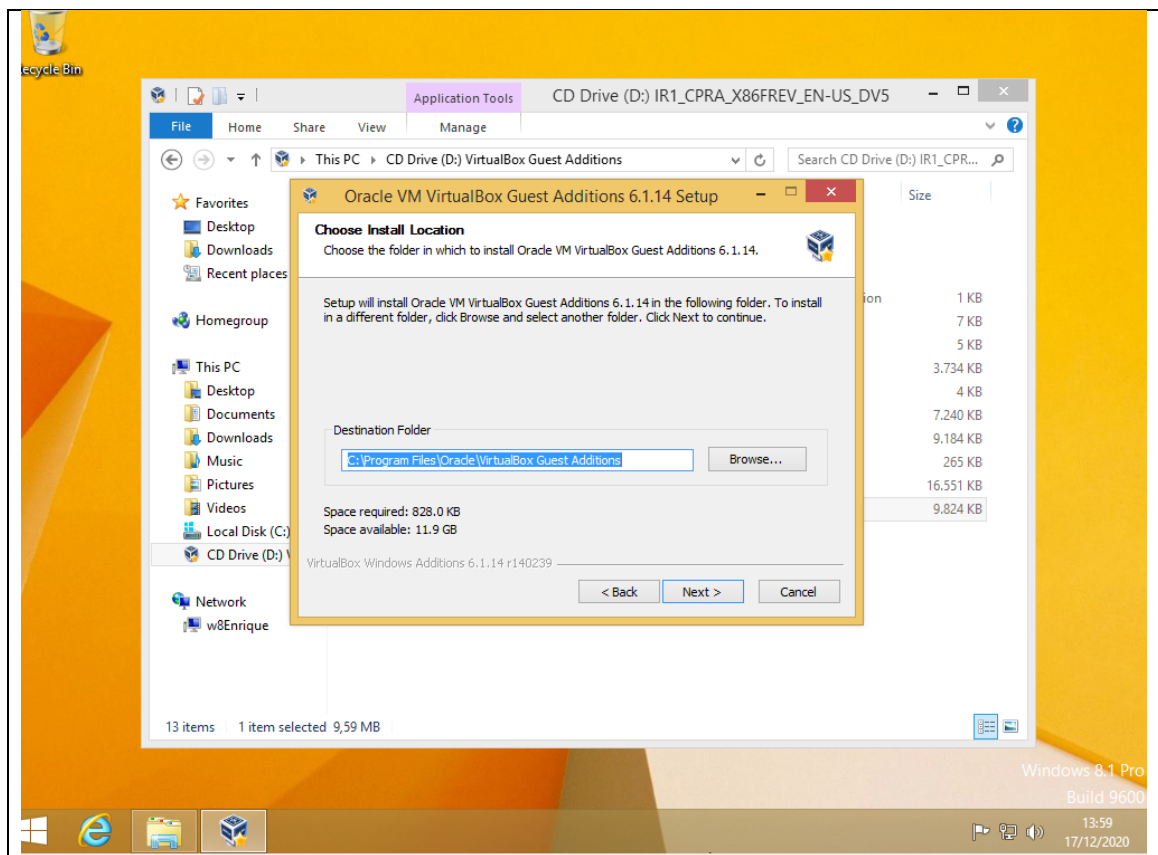 ecycle Bin
Application Tools
CD Drive (D:) IR1_CPRA_X86FREV_EN-US_DV5
File Home Share View Manage
This PC CD Drive (D:) VirtualBox Guest Additions
Search CD Drive (D:) IR1_CPR...
Favorites
Desktop
Downloads
Recent places
Homegroup
This PC
Desktop
Documents
Downloads
Music
Pictures
Videos
Local Disk (C:)
CD Drive (D:) V
Network
w8Enrique
Size
ion 1 KB
7 KB
5 KB
3.734 KB
4 KB
7.240 KB
9.184 KB
265 KB
16.551 KB
9.824 KB
Oracle VM VirtualBox Guest Additions 6.1.14 Setup
Choose Install Location
Choose the folder in which to install Oracle VM VirtualBox Guest Additions 6.1.14.
Setup will install Oracle VM VirtualBox Guest Additions 6.1.14 in the following folder. To install
in a different folder, click Browse and select another folder. Click Next to continue.
Destination Folder
C:\Program Files\Oracle\VirtualBox Guest Additions
Browse...
Space required: 828.0 KB
Space available: 11.9 GB
VirtualBox Windows Additions 6.1.14 r140239
< Back Next > Cancel
13 items 1 item selected 9,59 MB
Windows 8.1 Pro
Build 9600
13:59
17/12/2020